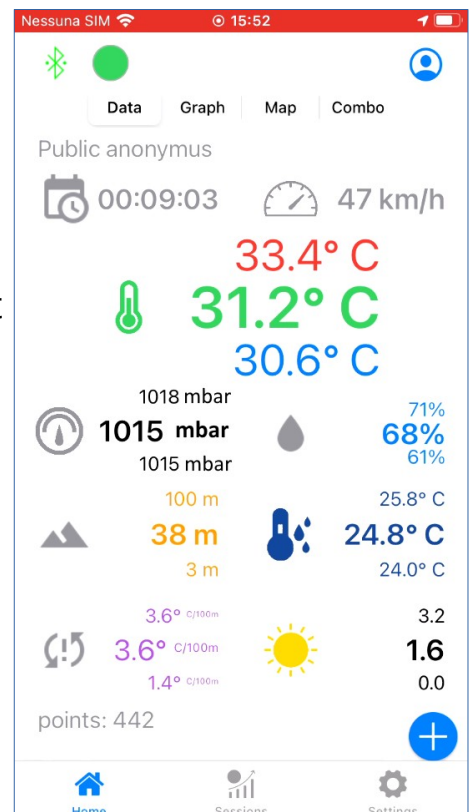 Nessuna SIM 15:52
Data Graph Map Combo
Public anonymus
00:09:03 47 km/h
33.4° C
31.2° C
30.6° C
1018 mbar
1015 mbar
1015 mbar
71%
68%
61%
100 m
38 m
3 m
25.8° C
24.8° C
24.0° C
3.6° C/100m
3.6° C/100m
1.4° C/100m
3.2
1.6
0.0
points: 442
Home Sessions Settings